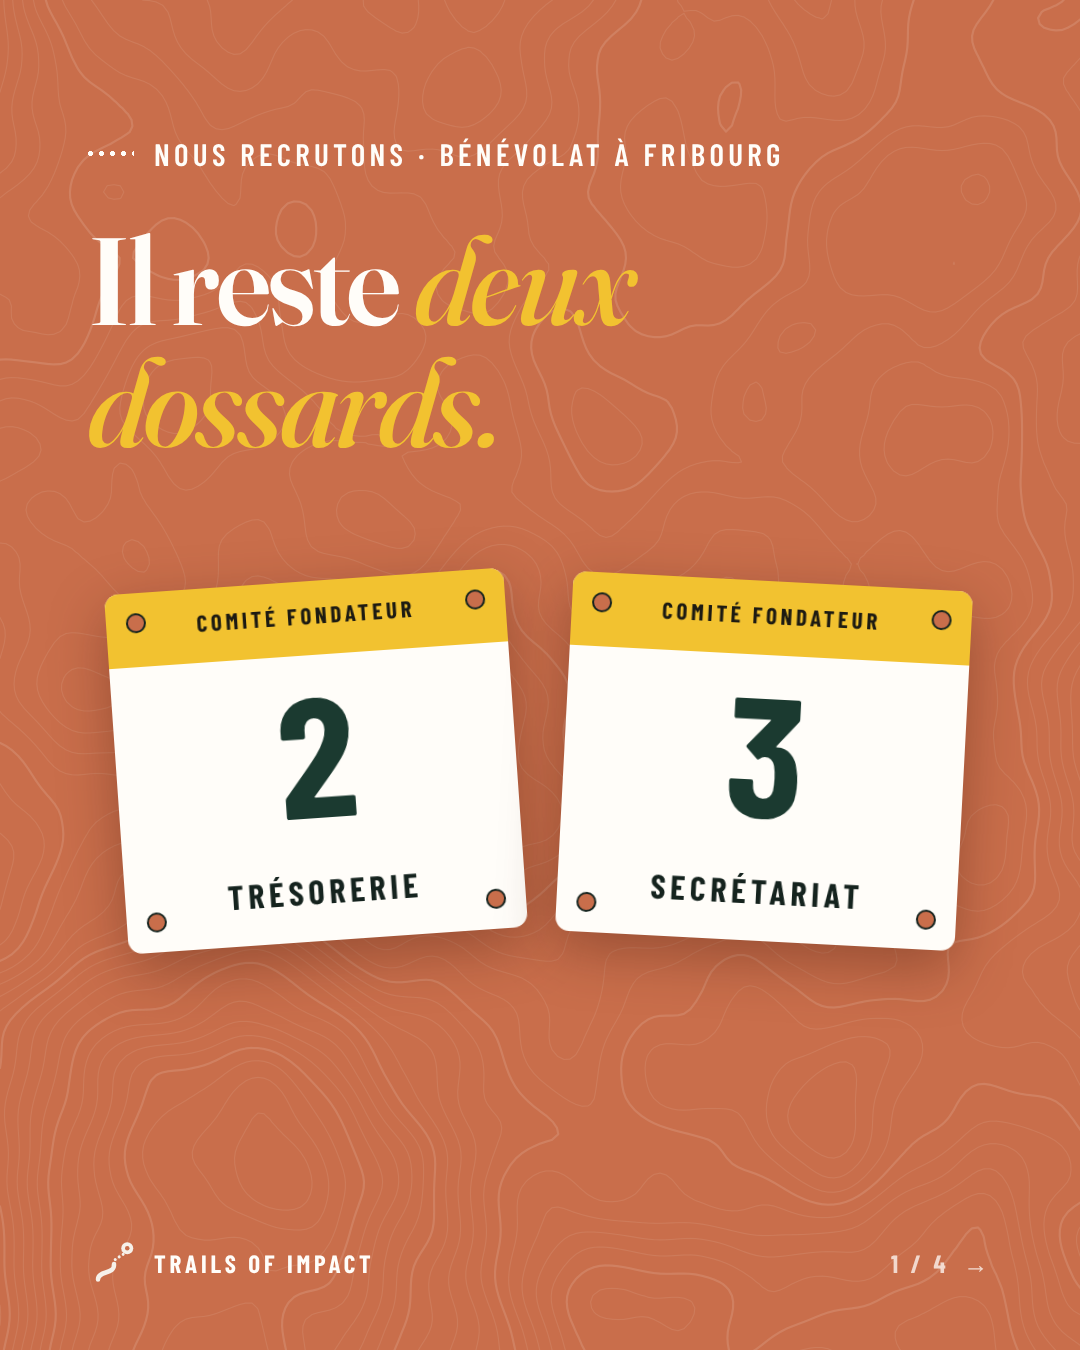 NOUS RECRUTONS · BÉNÉVOLAT À FRIBOURG
Il reste deux
dossards.
COMITÉ FONDATEUR
2
TRÉSORERIE
COMITÉ FONDATEUR
3
SECRÉTARIAT
TRAILS OF IMPACT
1 / 4 →